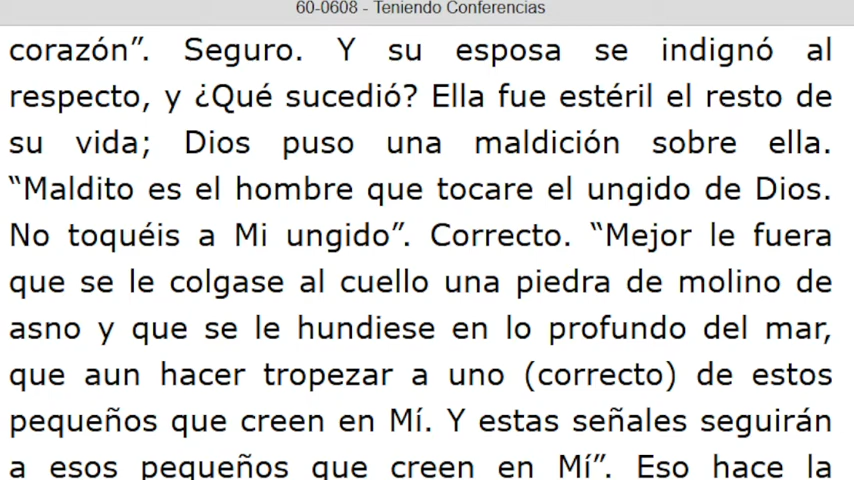 60-0608 - Teniendo Conferencias
corazón”. Seguro. Y su esposa se indignó al
respecto, y ¿Qué sucedió? Ella fue estéril el resto de
su vida; Dios puso una maldición sobre ella.
“Maldito es el hombre que tocare el ungido de Dios.
No toquéis a Mi ungido”. Correcto. “Mejor le fuera
que se le colgase al cuello una piedra de molino de
asno y que se le hundiese en lo profundo del mar,
que aun hacer tropezar a uno (correcto) de estos
pequeños que creen en Mí. Y estas señales seguirán
a esos pequeños que creen en Mí”. Eso hace la